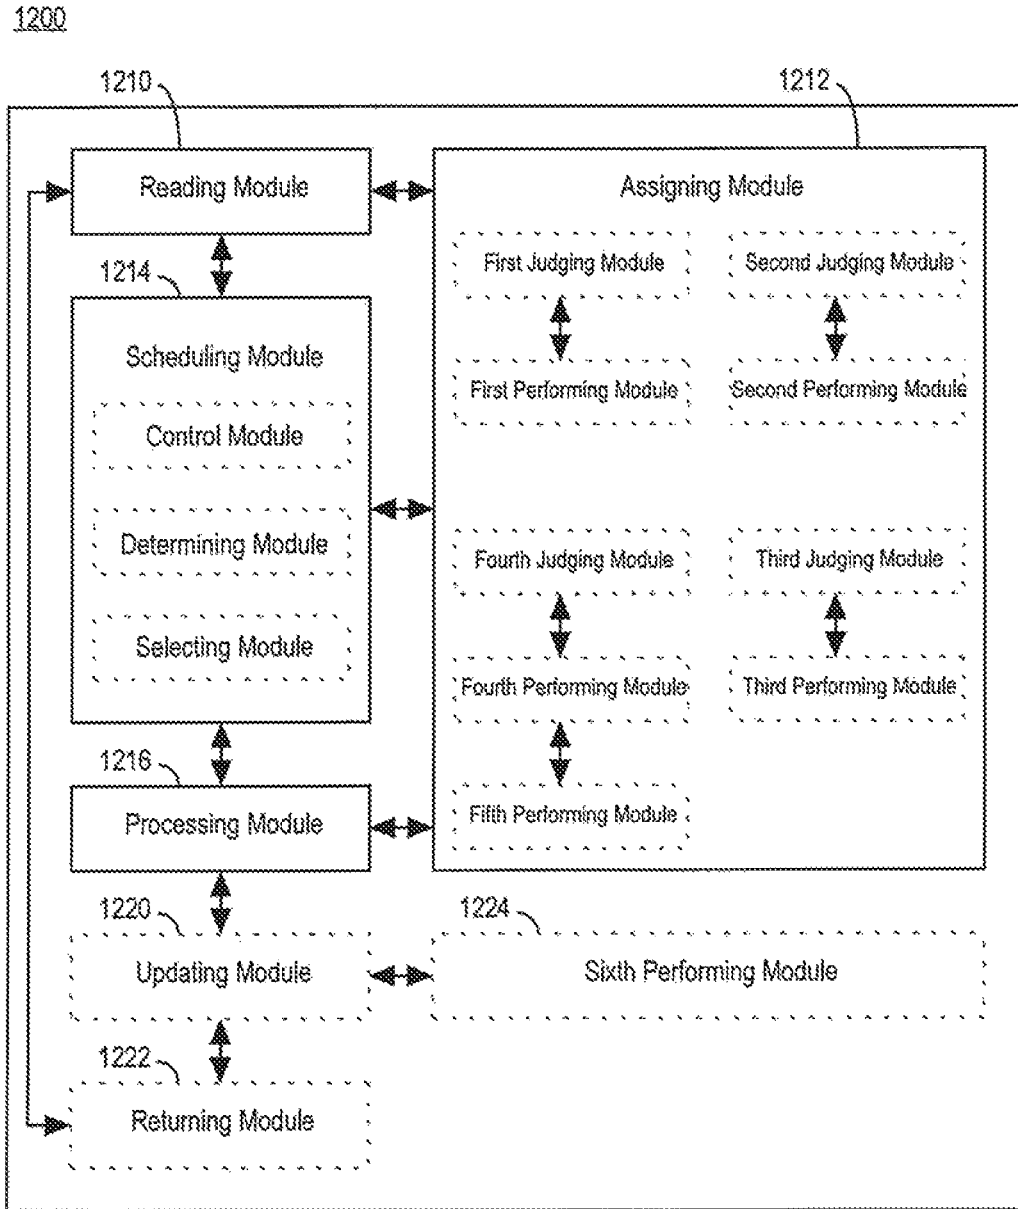 1200
1210
1212
Reading Module
Assigning Module
First Judging Module
Second Judging Module
1214
Scheduling Module
First Performing Module
Second Performing Module
Control Module
Determining Module
Fourth Judging Module
Third Judging Module
Selecting Module
Fourth Performing Module
Third Performing Module
1216
Processing Module
Fifth Performing Module
1220
1224
Updating Module
Sixth Performing Module
1222
Returning Module